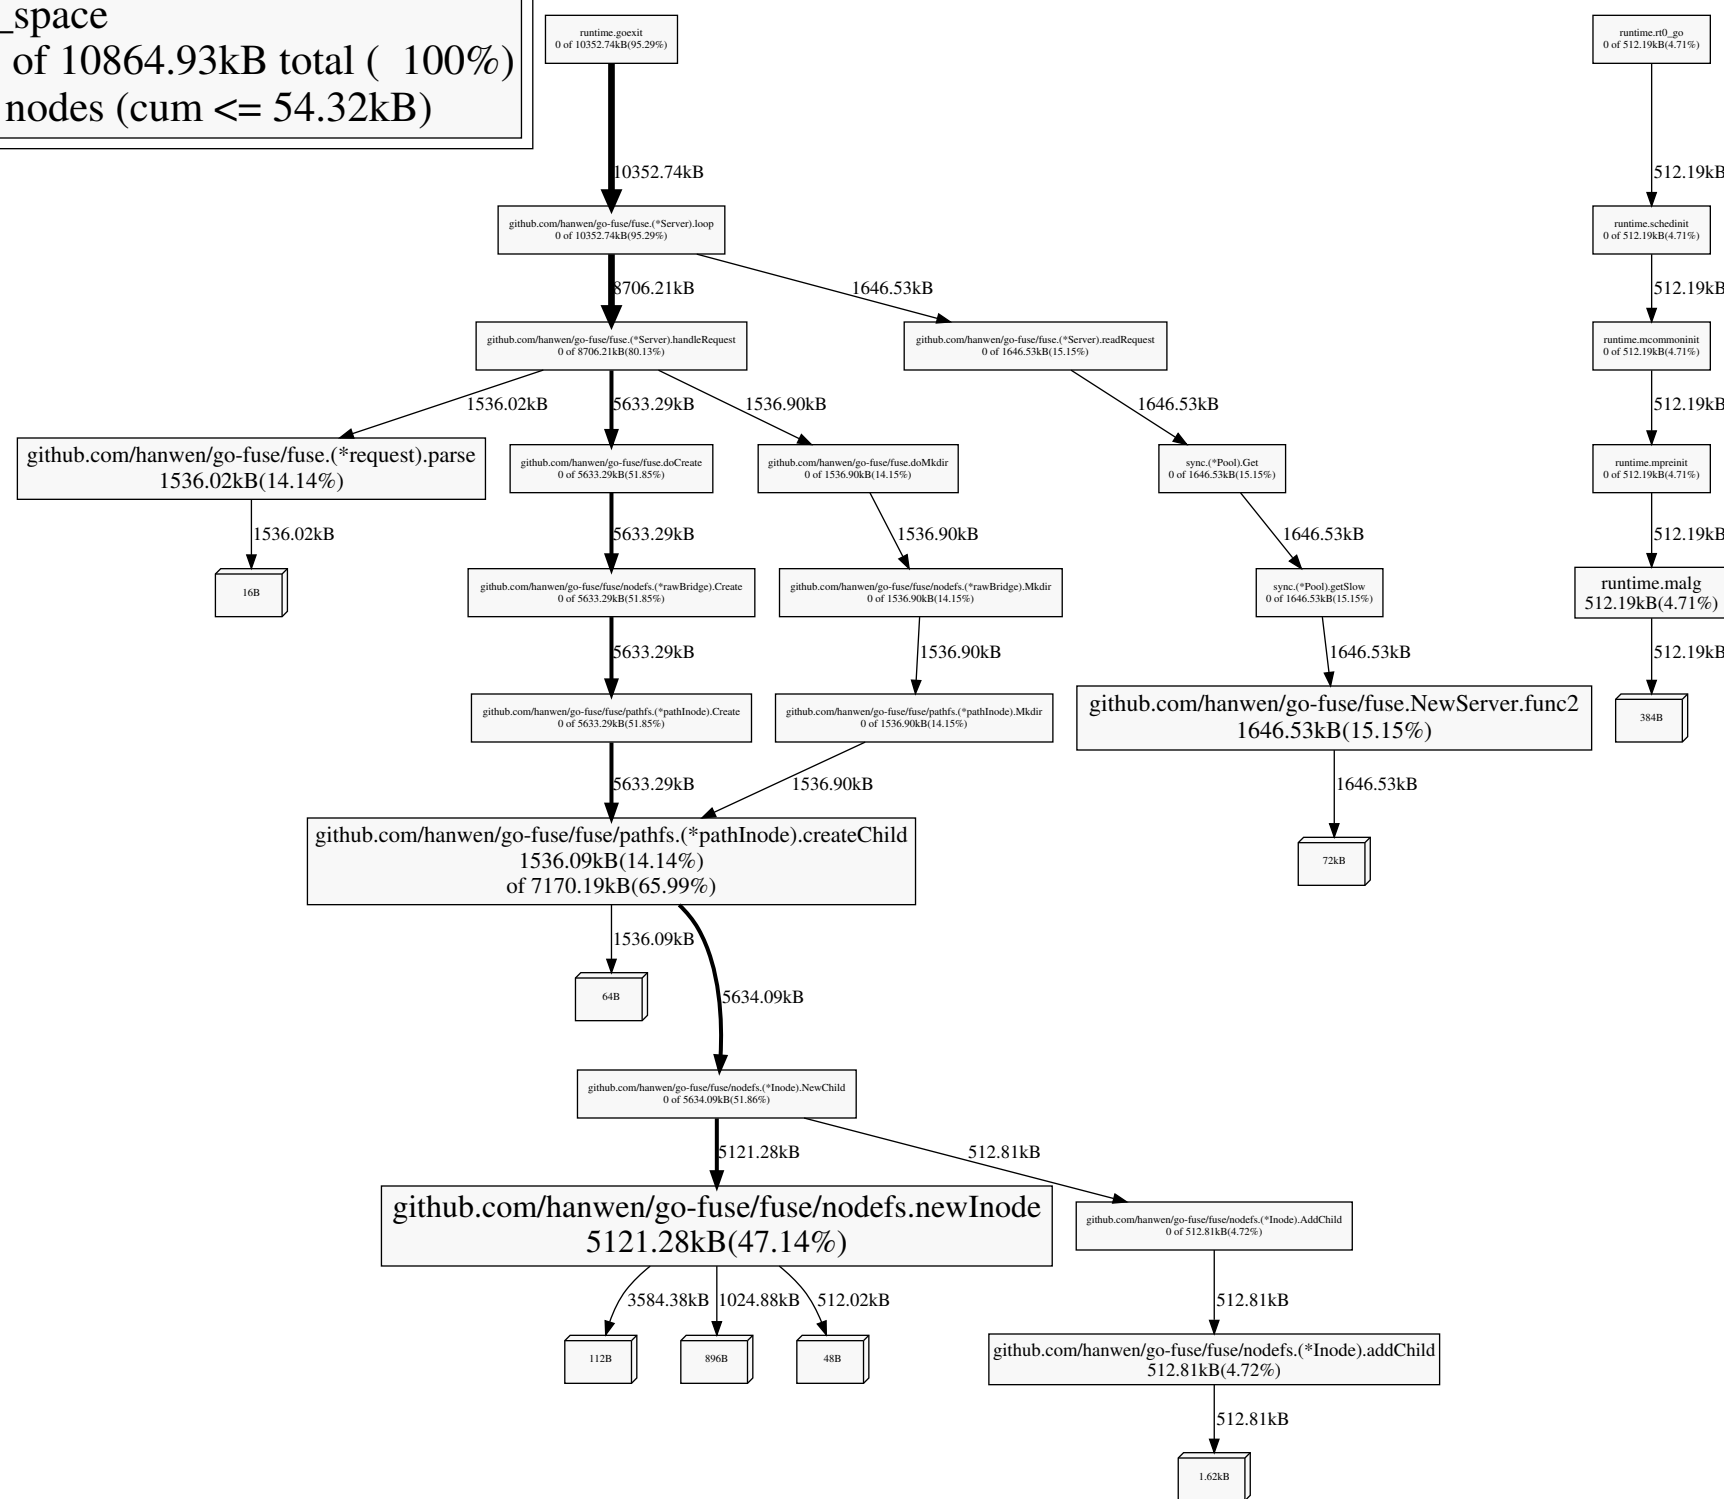 _space
of 10864.93kB total ( 100%)
nodes (cum <= 54.32kB)
runtime.goexit
0 of 10352.74kB(95.29%)
runtime.rt0_go
0 of 512.19kB(4.71%)
10352.74kB
512.19kB
github.com/hanwen/go-fuse/fuse.(*Server).loop
0 of 10352.74kB(95.29%)
runtime.schedinit
0 of 512.19kB(4.71%)
8706.21kB
1646.53kB
512.19kB
github.com/hanwen/go-fuse/fuse.(*Server).handleRequest
0 of 8706.21kB(80.13%)
github.com/hanwen/go-fuse/fuse.(*Server).readRequest
0 of 1646.53kB(15.15%)
runtime.mcommoninit
0 of 512.19kB(4.71%)
1536.02kB
5633.29kB
1536.90kB
1646.53kB
512.19kB
github.com/hanwen/go-fuse/fuse.(*request).parse
1536.02kB(14.14%)
github.com/hanwen/go-fuse/fuse.doCreate
0 of 5633.29kB(51.85%)
github.com/hanwen/go-fuse/fuse.doMkdir
0 of 1536.90kB(14.15%)
sync.(*Pool).Get
0 of 1646.53kB(15.15%)
runtime.mpreinit
0 of 512.19kB(4.71%)
1536.02kB
5633.29kB
1536.90kB
1646.53kB
512.19kB
16B
github.com/hanwen/go-fuse/fuse/nodefs.(*rawBridge).Create
0 of 5633.29kB(51.85%)
github.com/hanwen/go-fuse/fuse/nodefs.(*rawBridge).Mkdir
0 of 1536.90kB(14.15%)
sync.(*Pool).getSlow
0 of 1646.53kB(15.15%)
runtime.malg
512.19kB(4.71%)
5633.29kB
1536.90kB
1646.53kB
512.19kB
github.com/hanwen/go-fuse/fuse/pathfs.(*pathInode).Create
0 of 5633.29kB(51.85%)
github.com/hanwen/go-fuse/fuse/pathfs.(*pathInode).Mkdir
0 of 1536.90kB(14.15%)
github.com/hanwen/go-fuse/fuse.NewServer.func2
1646.53kB(15.15%)
384B
5633.29kB
1536.90kB
1646.53kB
github.com/hanwen/go-fuse/fuse/pathfs.(*pathInode).createChild
1536.09kB(14.14%)
of 7170.19kB(65.99%)
72kB
1536.09kB
64B
5634.09kB
github.com/hanwen/go-fuse/fuse/nodefs.(*Inode).NewChild
0 of 5634.09kB(51.86%)
5121.28kB
512.81kB
github.com/hanwen/go-fuse/fuse/nodefs.newInode
5121.28kB(47.14%)
github.com/hanwen/go-fuse/fuse/nodefs.(*Inode).AddChild
0 of 512.81kB(4.72%)
3584.38kB
1024.88kB
512.02kB
512.81kB
112B
896B
48B
github.com/hanwen/go-fuse/fuse/nodefs.(*Inode).addChild
512.81kB(4.72%)
512.81kB
1.62kB